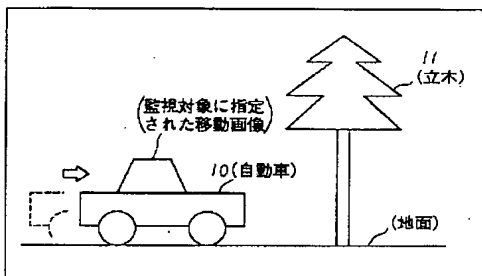 11
(立木)
(監視対象に指定
された移動画像)
10(自動車)
(地面)